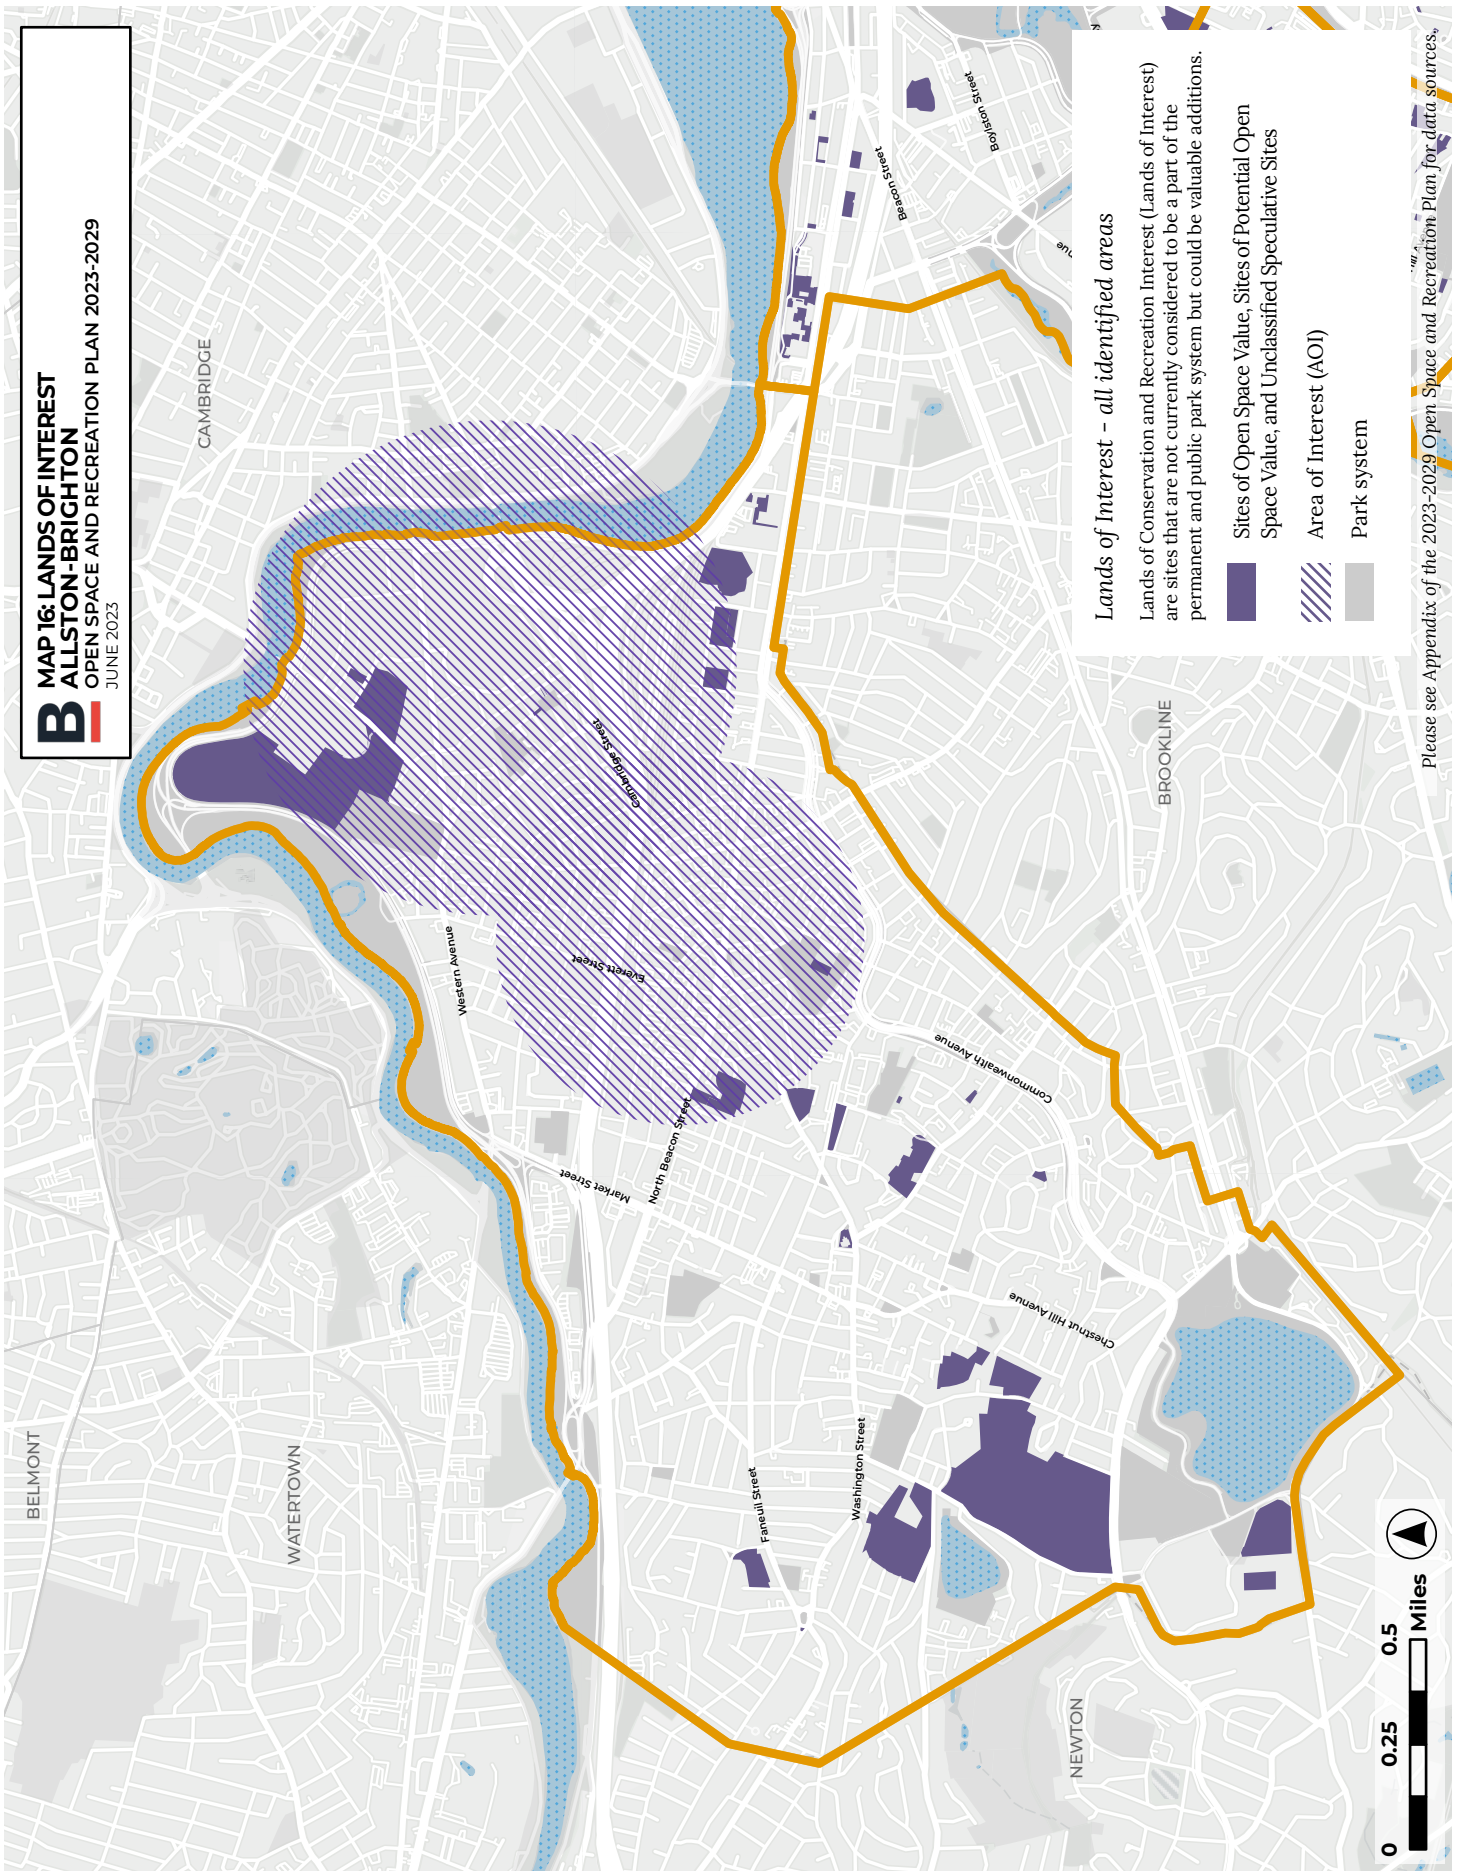 B
MAP 16: LANDS OF INTEREST
ALLSTON-BRIGHTON
OPEN SPACE AND RECREATION PLAN 2023-2029
JUNE 2023
BELMONT
WATERTOWN
CAMBRIDGE
Western Avenue
Market Street
North Beacon Street
Everett Street
Cambridge Street
Faneuil Street
Washington Street
Commonwealth Avenue
Chestnut Hill Avenue
Beacon Street
Boylston Street
NEWTON
BROOKLINE
Lands of Interest – all identified areas
Lands of Conservation and Recreation Interest (Lands of Interest)
are sites that are not currently considered to be a part of the
permanent and public park system but could be valuable additions.
Sites of Open Space Value, Sites of Potential Open
Space Value, and Unclassified Speculative Sites
Area of Interest (AOI)
Park system
0 0.25 0.5
Miles
Please see Appendix of the 2023-2029 Open Space and Recreation Plan for data sources.